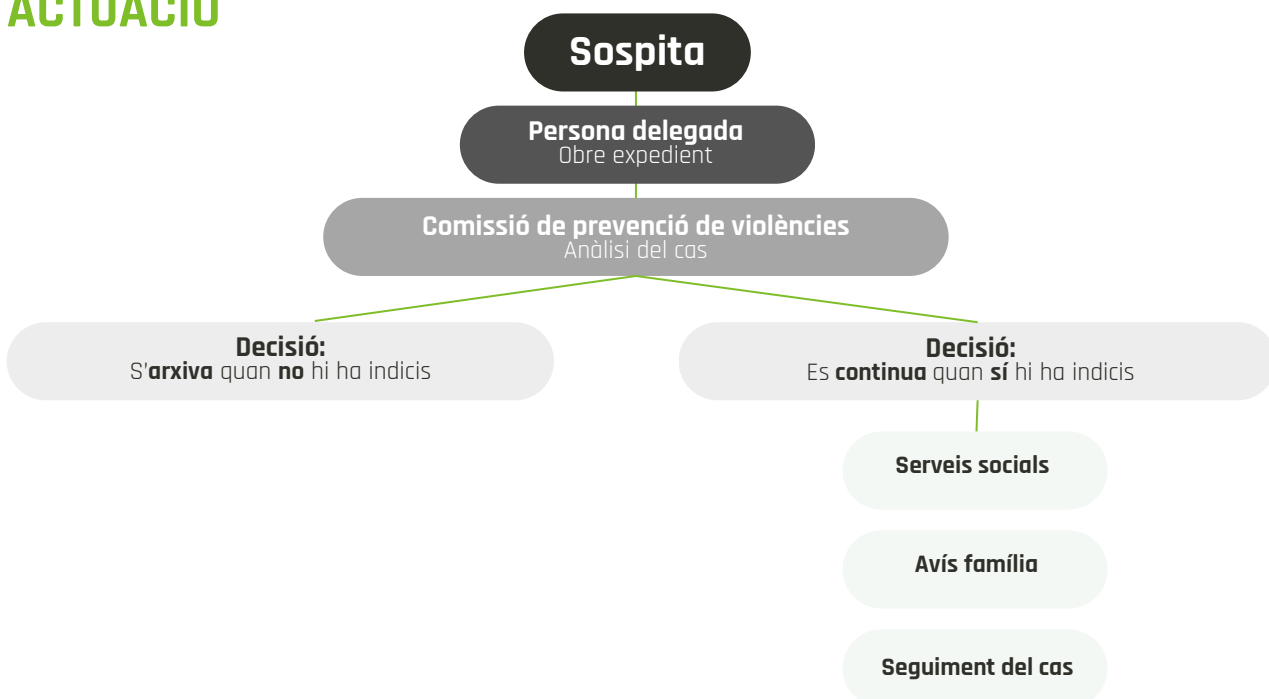 ACTUACIÓ
Sospita
Persona delegada
Obre expedient
Comissió de prevenció de violències
Anàlisi del cas
Decisió:
S'arxiva quan no hi ha indicis
Decisió:
Es continua quan sí hi ha indicis
Serveis socials
Avís família
Seguiment del cas